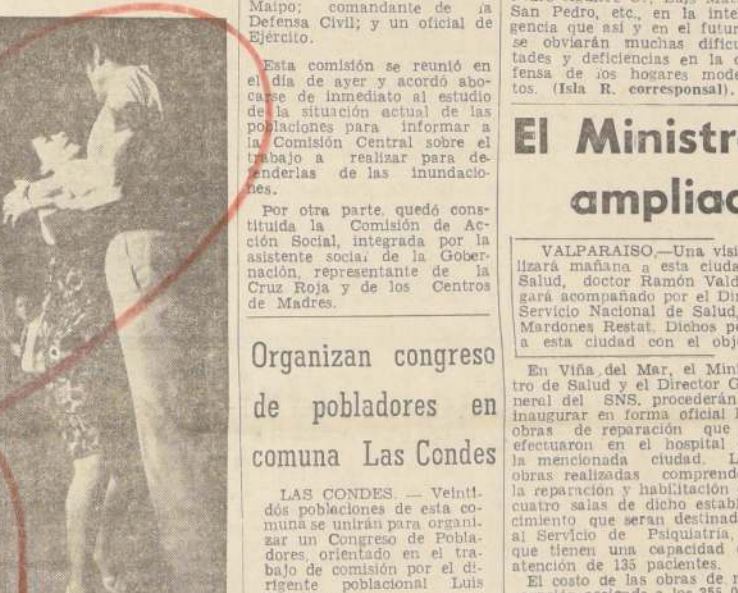 Maipo; comandante de la
Defensa Civil; y un oficial de
Ejército.
Esta comisión se reunió en
el día de ayer y acordó abo-
carse de inmediato al estudio
de la situación actual de las
poblaciones para informar a
la Comisión Central sobre el
trabajo a realizar para de-
fenderlas de las inundacio-
nes.
Por otra parte, quedó cons-
tituida la Comisión de Ac-
ción Social, integrada por la
asistente social de la Gober-
nación, representante de la
Cruz Roja y de los Centros
de Madres.
Organizan congreso
de pobladores en
comuna Las Condes
LAS CONDES. — Veinti-
dós poblaciones de esta co-
muna se unirán para organi-
zar un Congreso de Pobla-
dores, orientado en el tra-
bajo de comisión por el di-
rigente poblacional Luis
San Pedro, etc., en la inte
gencia que así y en el futur
se obviarán muchas dificu
tades y deficiencias en la
fensa de los hogares mode
tos. (Isla R. corresponsal).
El Ministr
ampliac
VALPARAISO.—Una visi
lizará mañana a esta ciuda
Salud, doctor Ramón Vald
gará acompañado por el Di
Servicio Nacional de Salud,
Mardones Restat. Dichos pe
a esta ciudad con el obj
En Viña del Mar, el Mini
tro de Salud y el Director G
neral del SNS. procederán
inaugurar en forma oficial
obras de reparación que
efectuaron en el hospital
la mencionada ciudad. L
obras realizadas comprend
la reparación y habilitación
cuatro salas de dicho estab
cimiento que seran destinad
al Servicio de Psiquiatría,
que tienen una capacidad
atención de 135 pacientes.
El costo de las obras de